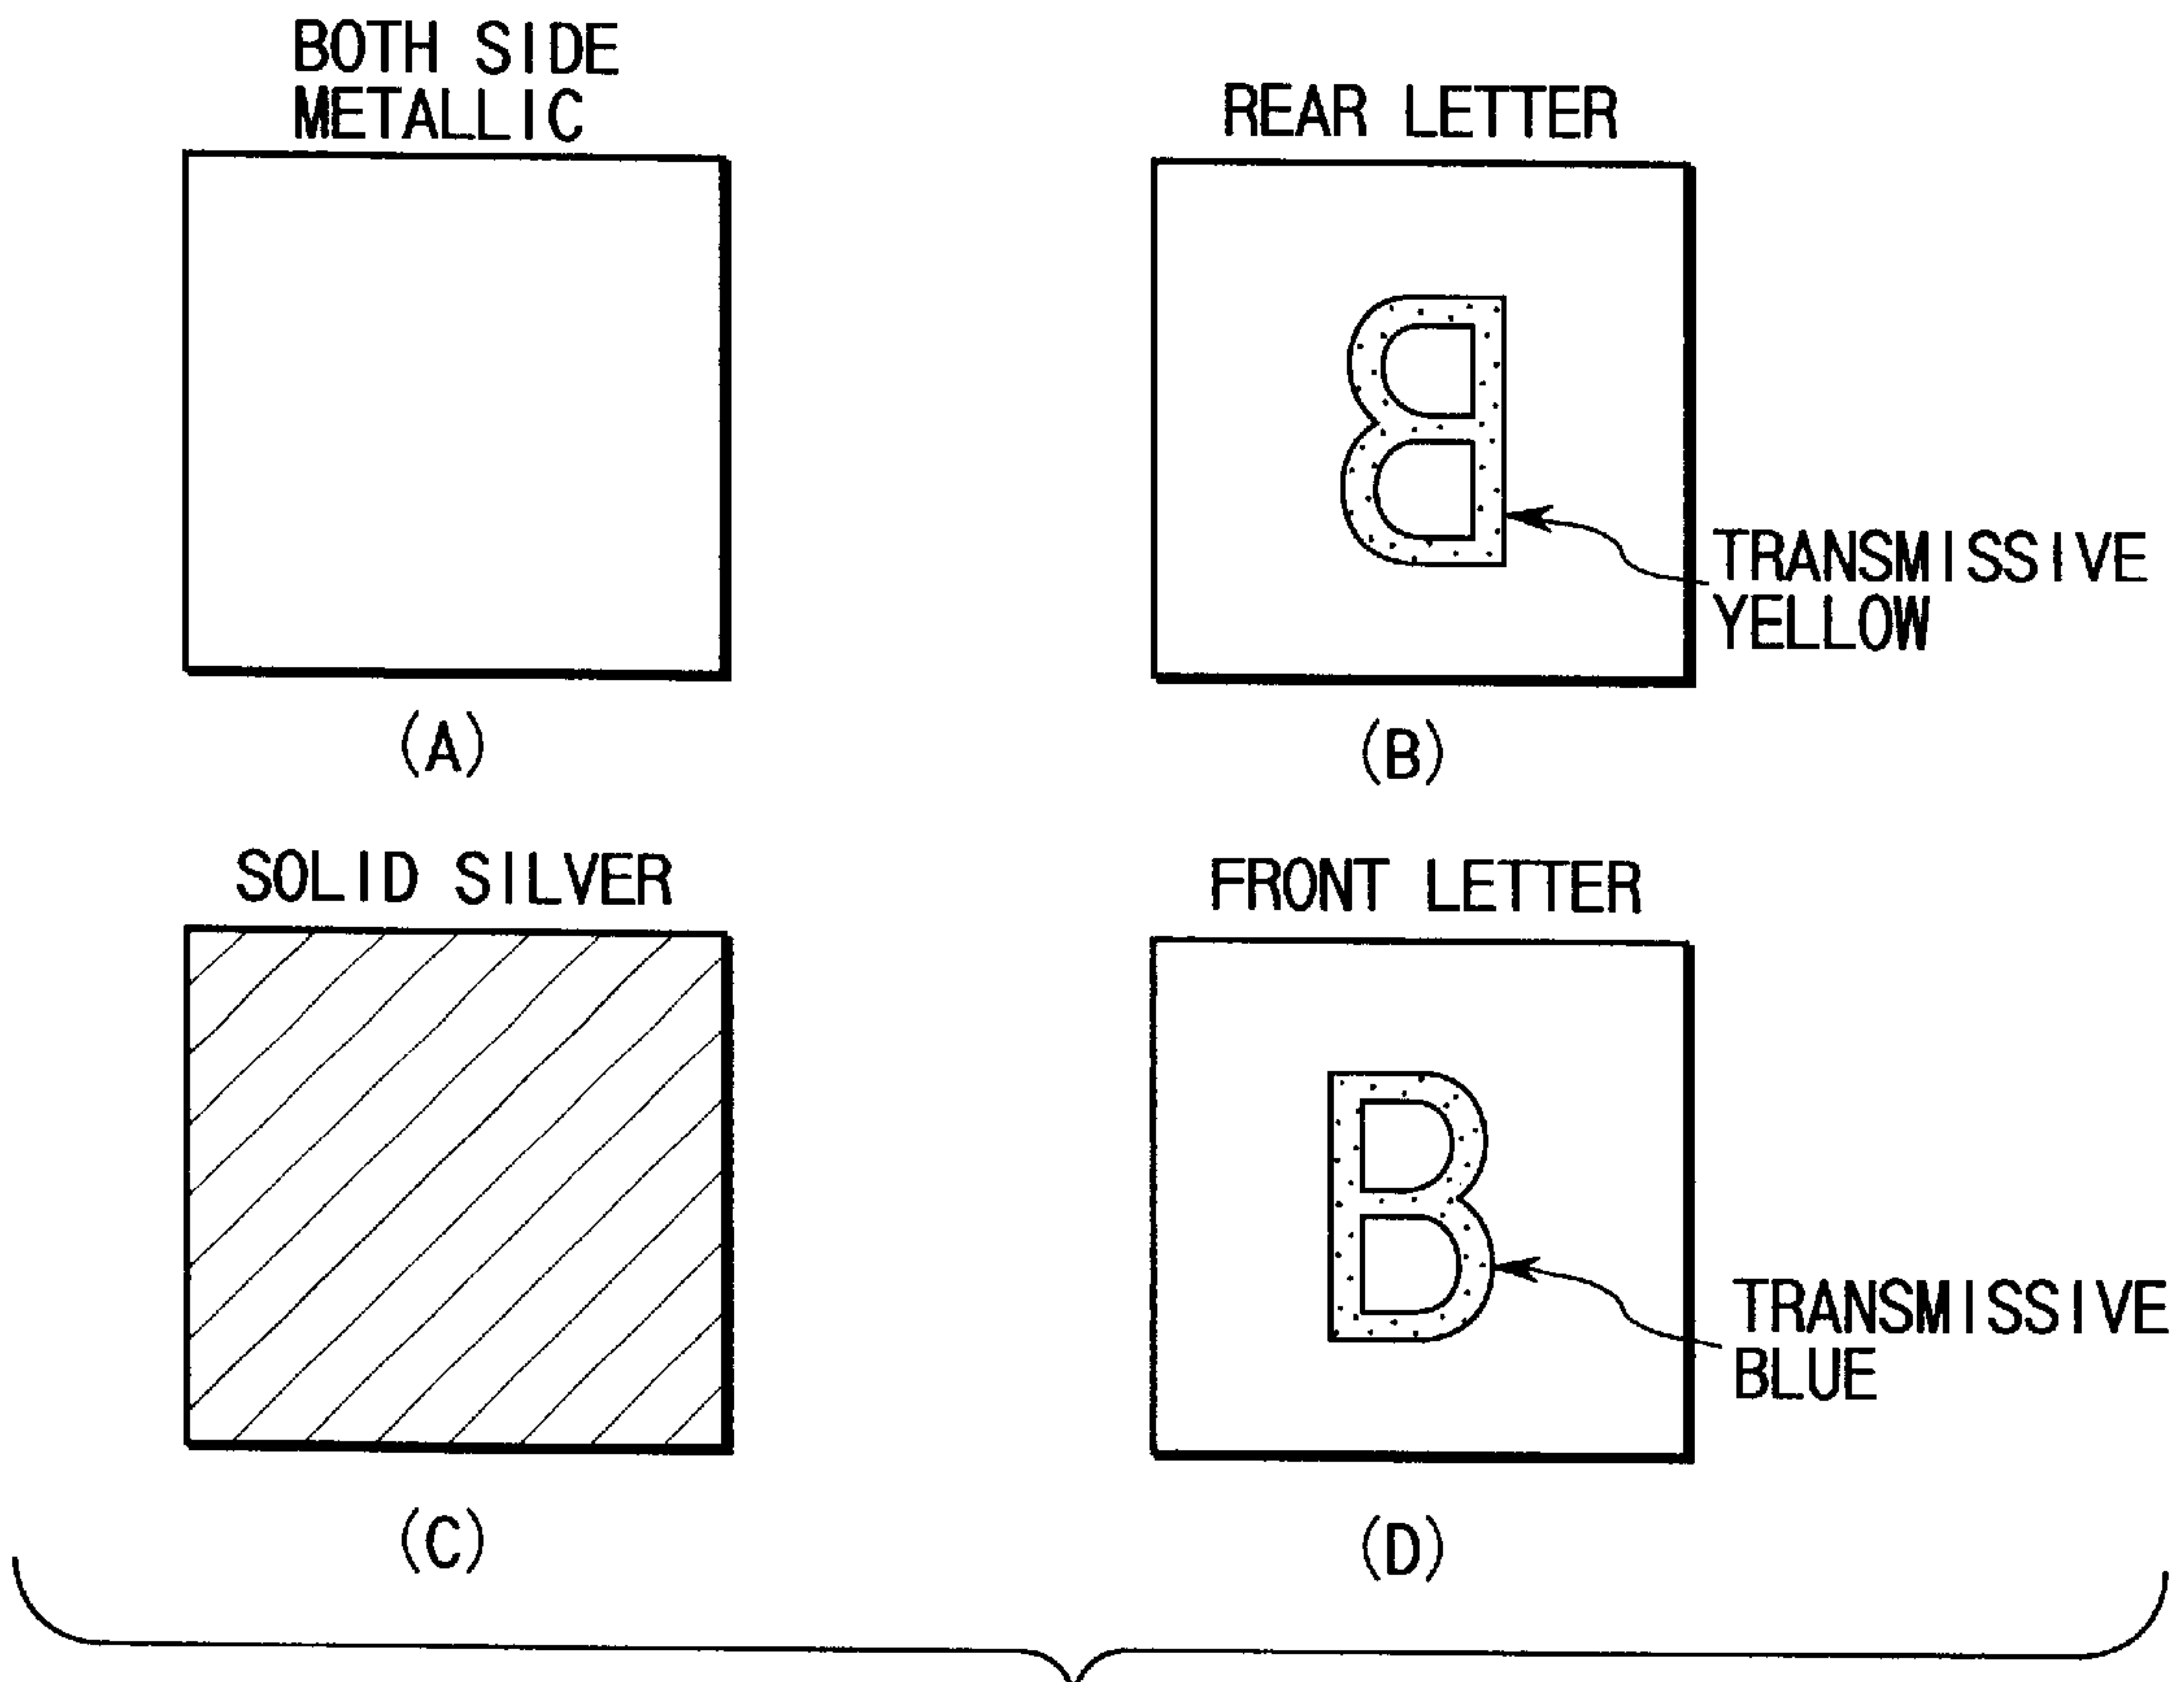 BOTH SIDE
METALLIC
REAR LETTER
B
TRANSMISSIVE
YELLOW
(A)
(B)
SOLID SILVER
FRONT LETTER
B
TRANSMISSIVE
BLUE
(C)
(D)